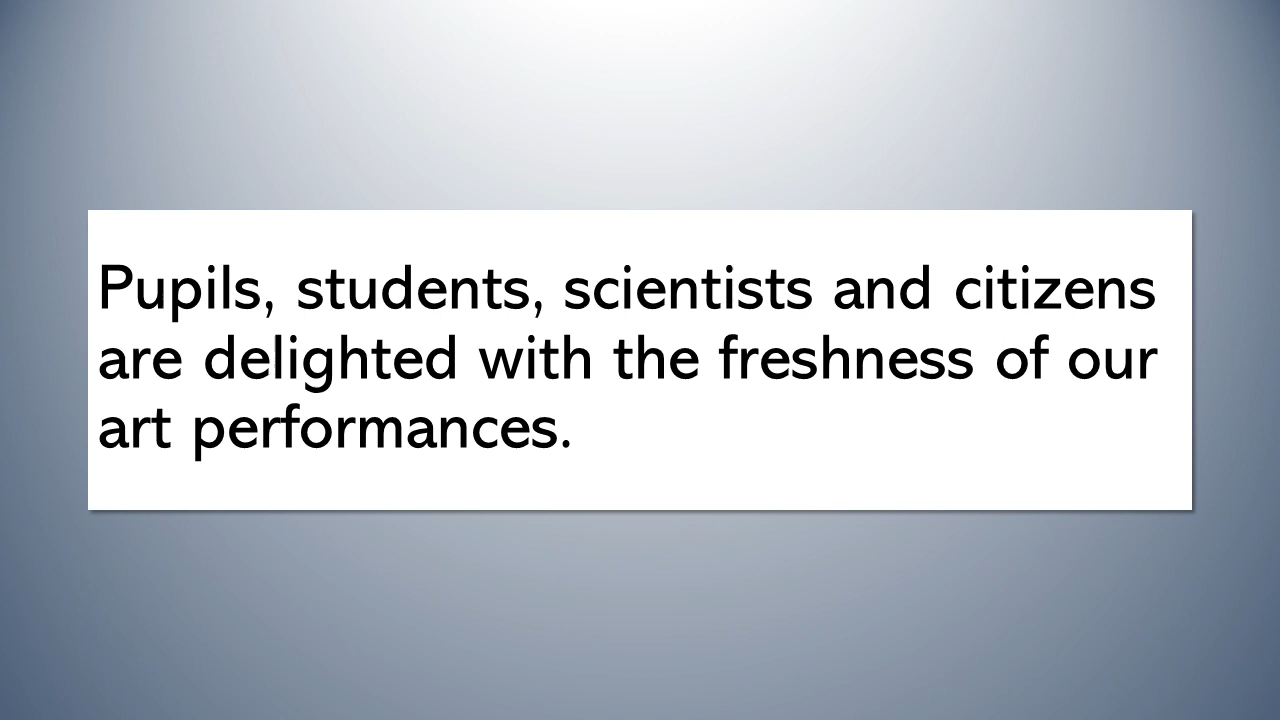 Pupils, students, scientists and citizens
are delighted with the freshness of our
art performances.